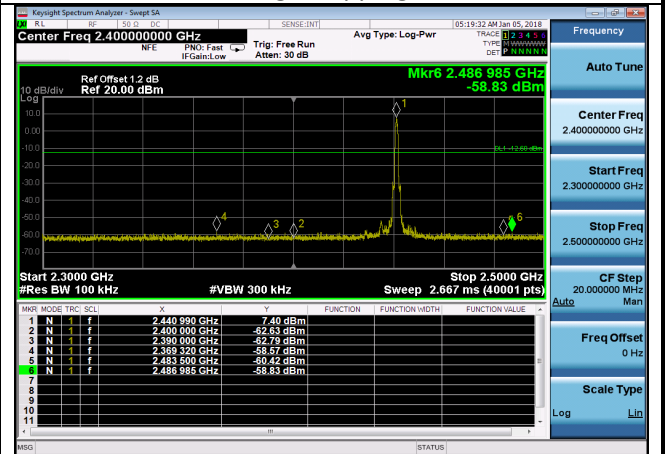 Keysight Spectrum Analyzer - Swept SA
RL RF 50 Ω DC SENSE:INT 05:19:32 AM Jan 05, 2018
Center Freq 2.400000000 GHz
NFE PNO: Fast IFGain:Low
Trig: Free Run
Atten: 30 dB
Avg Type: Log-Pwr
TRACE 1 2 3 4 5 6
TYPE M WWWWW
DET P N N N N N
Ref Offset 1.2 dB
10 dB/div Ref 20.00 dBm
Log
Mkr6 2.486 985 GHz
-58.83 dBm
10.0
0.00
-10.0
-20.0
-30.0
-40.0
-50.0
-60.0
-70.0
DL1 -12.60 dBm
1
4
3
2
6
Start 2.3000 GHz Stop 2.5000 GHz
#Res BW 100 kHz #VBW 300 kHz Sweep 2.667 ms (40001 pts)
MKR MODE TRC SCL X Y FUNCTION FUNCTION WIDTH FUNCTION VALUE
1 N 1 f 2.440 990 GHz 7.40 dBm
2 N 1 f 2.400 000 GHz -62.63 dBm
3 N 1 f 2.390 000 GHz -62.79 dBm
4 N 1 f 2.369 320 GHz -58.57 dBm
5 N 1 f 2.483 500 GHz -60.42 dBm
6 N 1 f 2.486 985 GHz -58.83 dBm
7
8
9
10
11
MSG STATUS
Frequency
Auto Tune
Center Freq
2.400000000 GHz
Start Freq
2.300000000 GHz
Stop Freq
2.500000000 GHz
CF Step
20.000000 MHz
Auto Man
Freq Offset
0 Hz
Scale Type
Log Lin